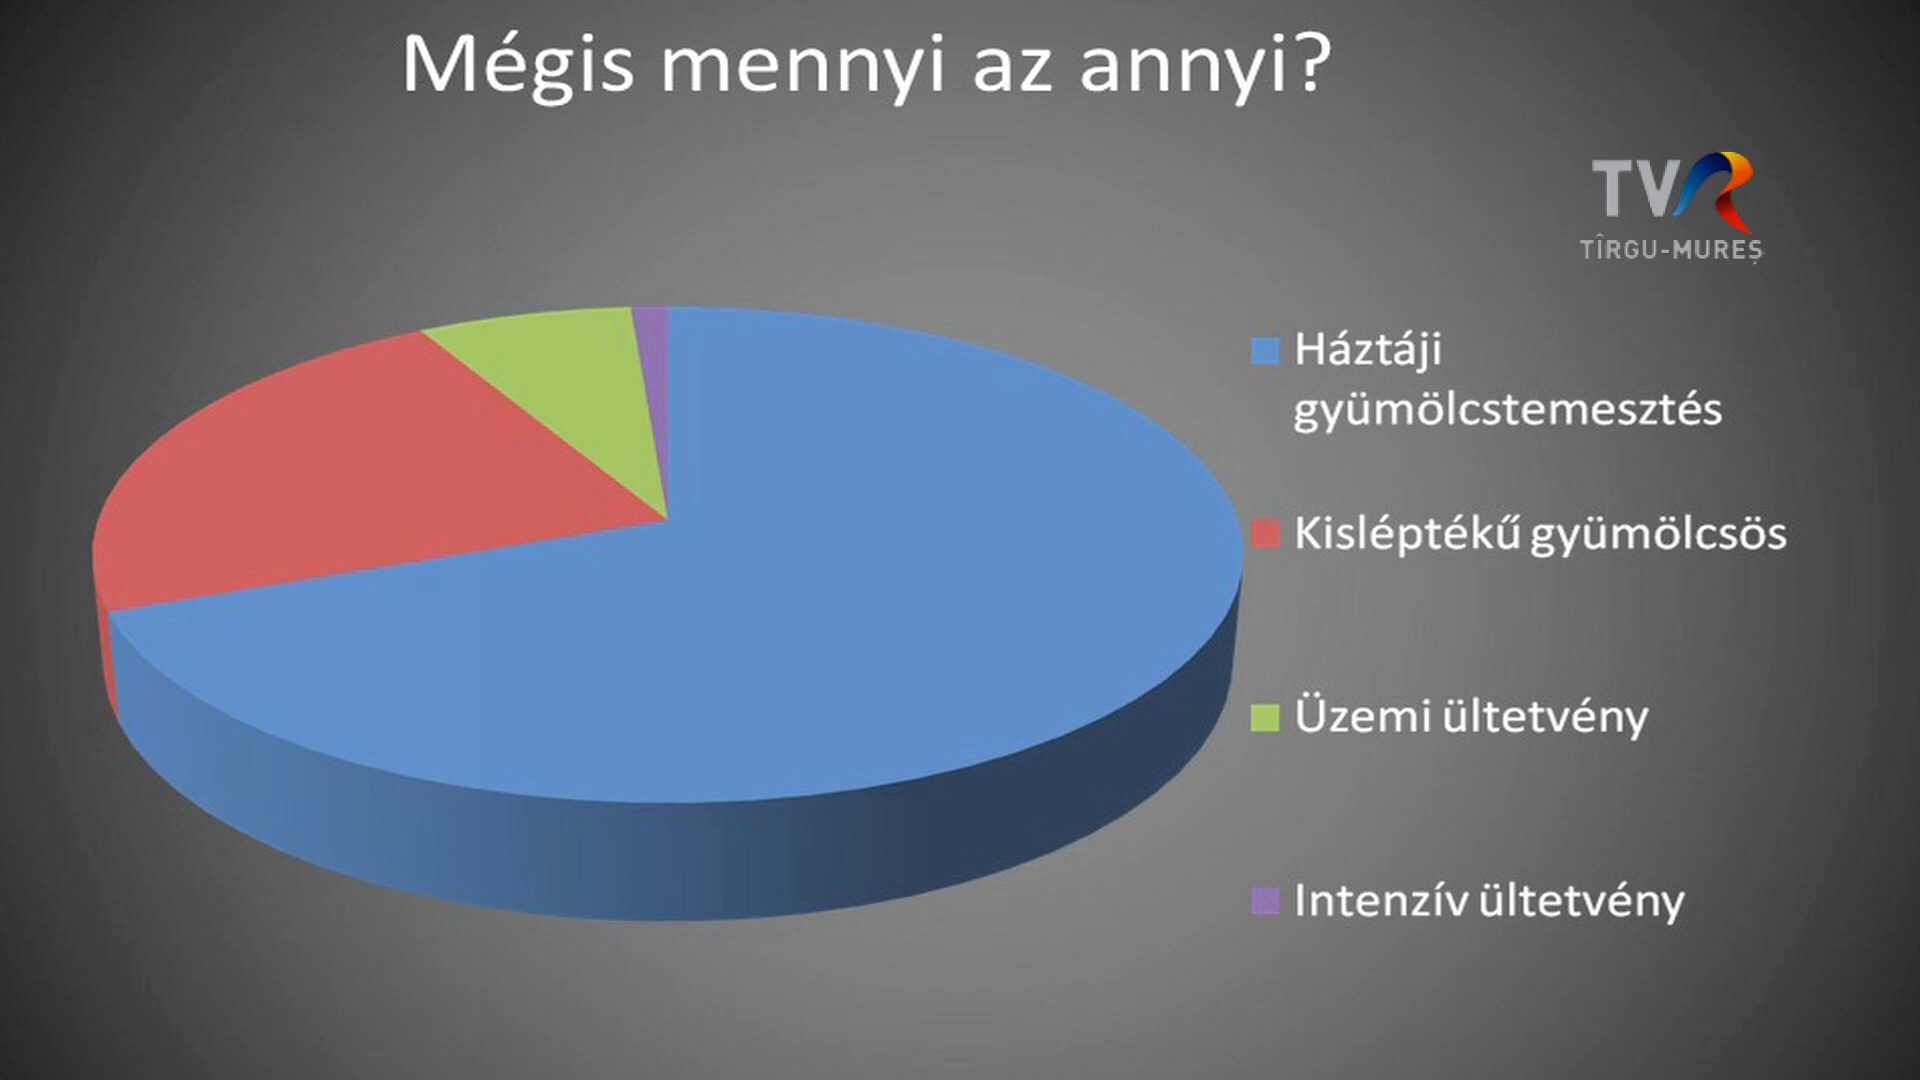 Mégis mennyi az annyi?
TVR
TÎRGU-MUREȘ
Háztáji
gyümölcstemesztés
Kisléptékű gyümölcsös
Üzemi ültetvény
Intenzív ültetvény